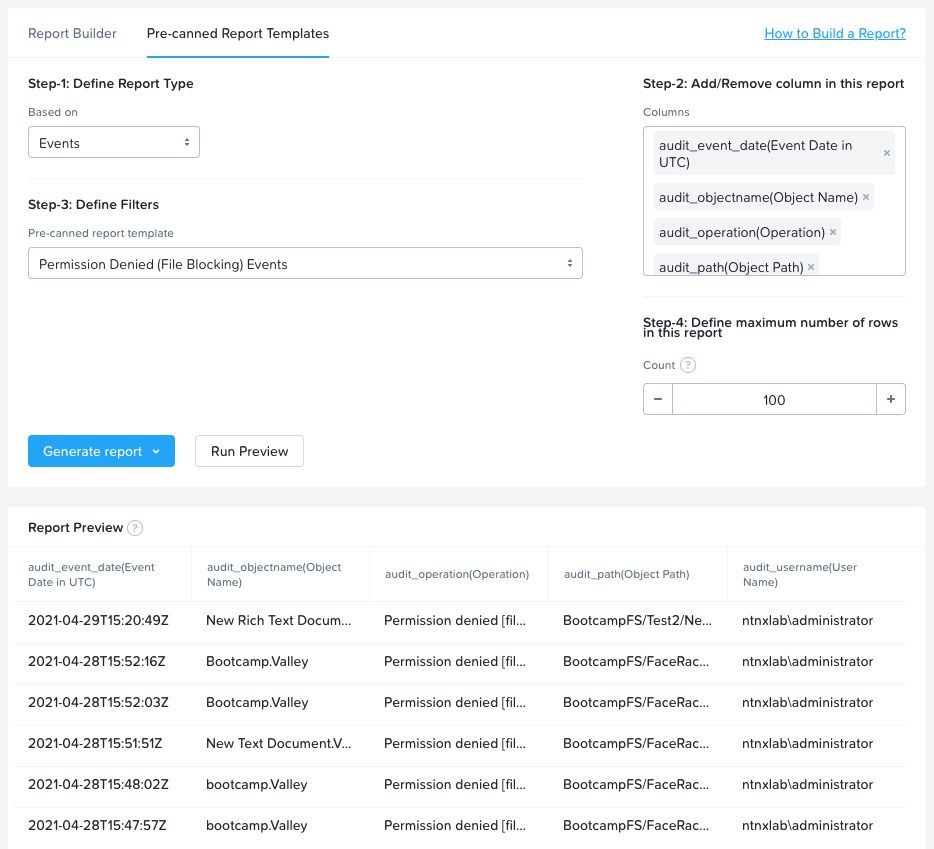 Report Builder
Pre-canned Report Templates
How to Build a Report?
Step-1: Define Report Type
Based on
Events
Step-3: Define Filters
Pre-canned report template
Permission Denied (File Blocking) Events
Step-2: Add/Remove column in this report
Columns
audit_event_date(Event Date in
UTC)
×
audit_objectname(Object Name) ×
audit_operation(Operation) ×
audit_path(Object Path) ×
Step-4: Define maximum number of rows
in this report
Count ?
− 100 +
Generate report
Run Preview
Report Preview ?
audit_event_date(Event
Date in UTC)
audit_objectname(Object
Name)
audit_operation(Operation)
audit_path(Object Path)
audit_username(User
Name)
2021-04-29T15:20:49Z New Rich Text Docum... Permission denied [fil... BootcampFS/Test2/Ne... ntnxlab\administrator
2021-04-28T15:52:16Z Bootcamp.Valley Permission denied [fil... BootcampFS/FaceRac... ntnxlab\administrator
2021-04-28T15:52:03Z Bootcamp.Valley Permission denied [fil... BootcampFS/FaceRac... ntnxlab\administrator
2021-04-28T15:51:51Z New Text Document.V... Permission denied [fil... BootcampFS/FaceRac... ntnxlab\administrator
2021-04-28T15:48:02Z bootcamp.Valley Permission denied [fil... BootcampFS/FaceRac... ntnxlab\administrator
2021-04-28T15:47:57Z bootcamp.Valley Permission denied [fil... BootcampFS/FaceRac... ntnxlab\administrator